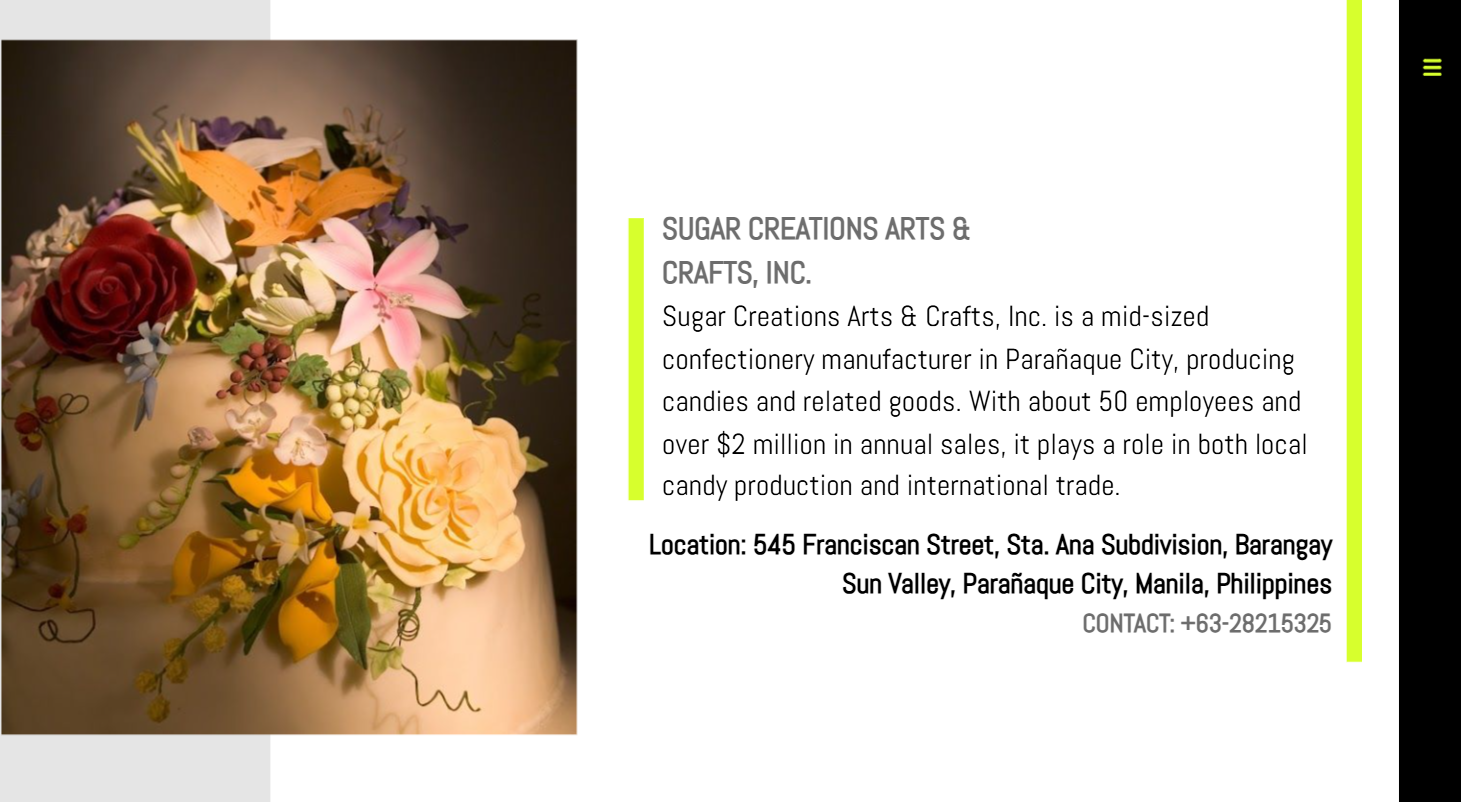 SUGAR CREATIONS ARTS &
CRAFTS, INC.
Sugar Creations Arts & Crafts, Inc. is a mid-sized
confectionery manufacturer in Parañaque City, producing
candies and related goods. With about 50 employees and
over $2 million in annual sales, it plays a role in both local
candy production and international trade.
Location: 545 Franciscan Street, Sta. Ana Subdivision, Barangay
Sun Valley, Parañaque City, Manila, Philippines
CONTACT: +63-28215325